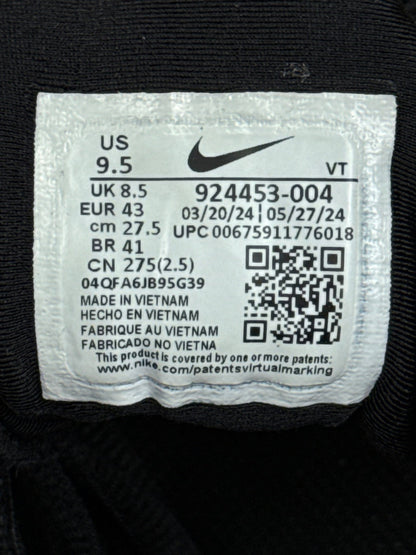 US
9.5
VT
UK 8.5
924453-004
EUR 43
03/20/24 | 05/27/24
cm 27.5
UPC 00675911776018
BR 41
CN 275(2.5)
04QFA6JB95G39
MADE IN VIETNAM
HECHO EN VIETNAM
FABRIQUE AU VIETNAM
FABRICADO NO VIETNA
This product is covered by one or more patents:
www.nike.com/patentsvirtualmarking